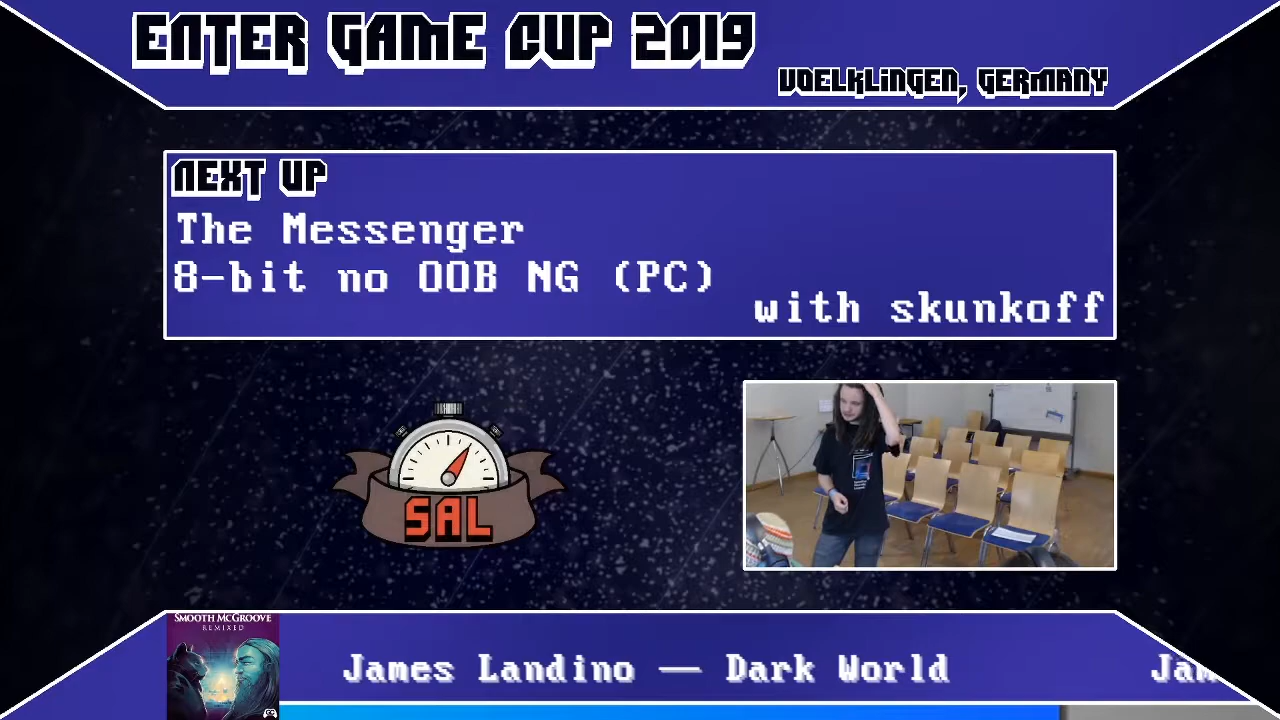 ENTER GAME CUP 2019
VOELKLINGEN, GERMANY
NEXT UP
The Messenger
8-bit no OOB NG (PC)
with skunkoff
SAL
SMOOTH MCGROOVE
REMIXED
James Landino — Dark World
Jam